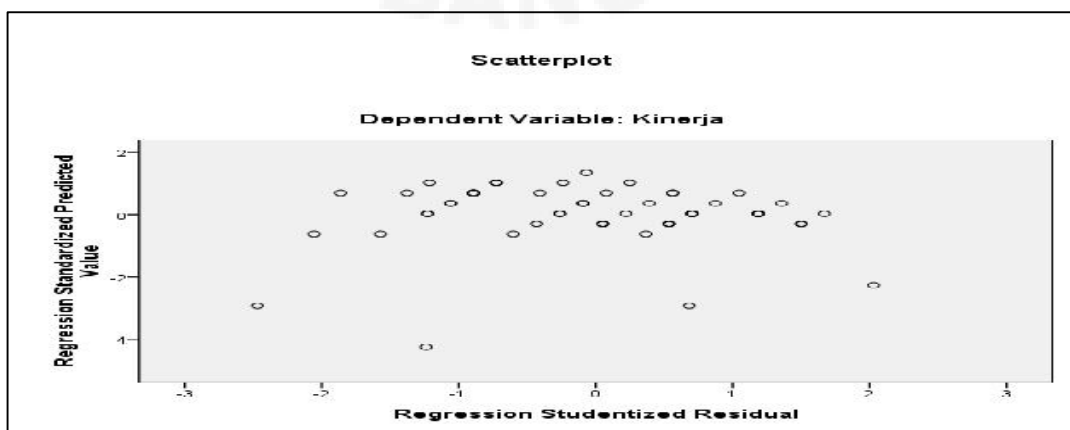 Scatterplot
Dependent Variable: Kinerja
Regression Standardized Predicted
Value
2
0
-2
-4
-3
-2
-1
0
1
2
3
Regression Studentized Residual